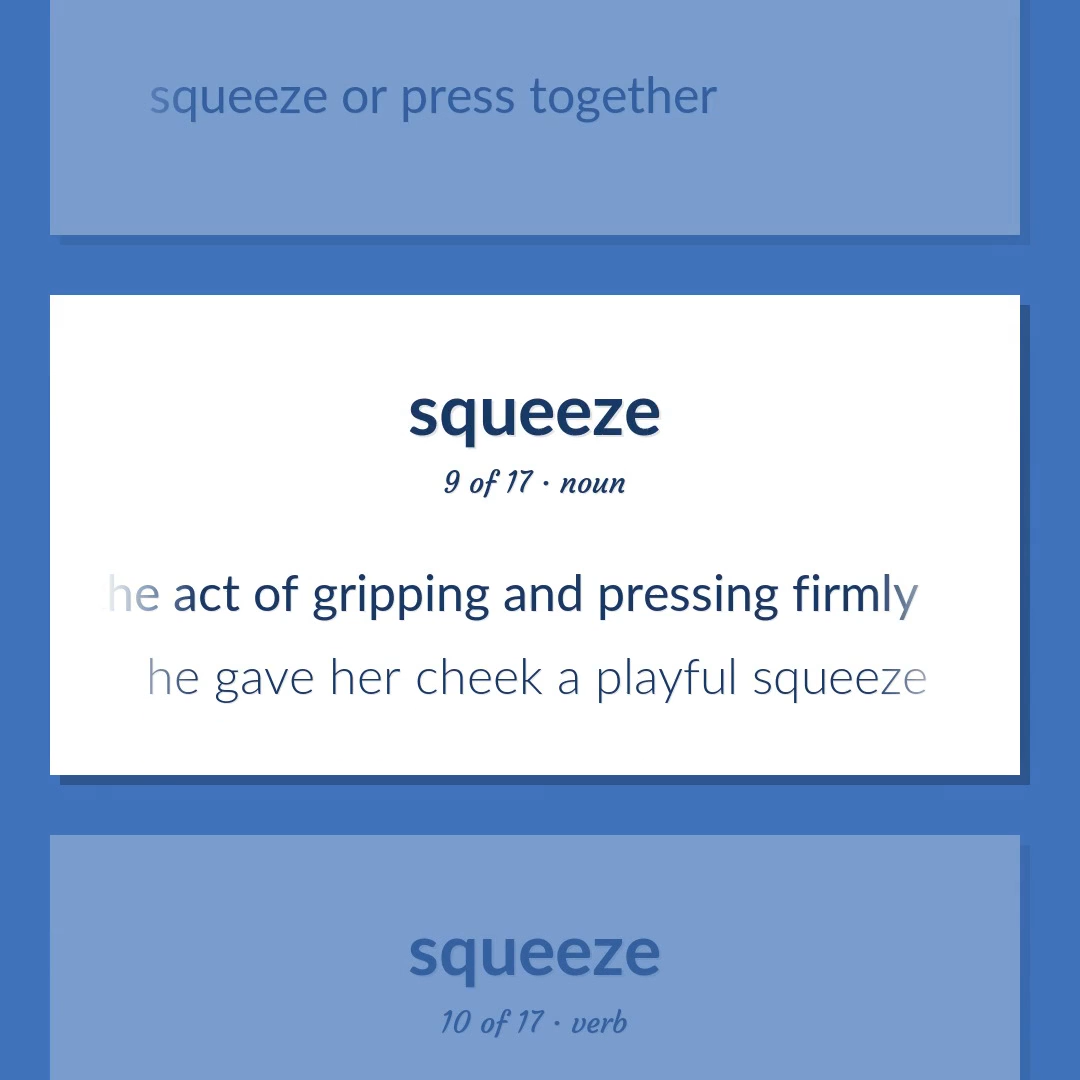 squeeze or press together
squeeze
9 of 17 · noun
he act of gripping and pressing firmly
he gave her cheek a playful squeeze
squeeze
10 of 17 · verb